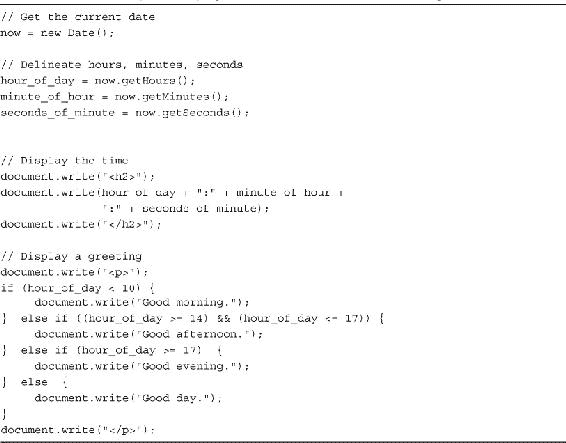 // Get the current date
now = new Date();
// Delineate hours, minutes, seconds
hour_of_day = now.getHours();
minute_of_hour = now.getMinutes();
seconds_of_minute = now.getSeconds();
// Display the time
document.write("<h2>");
document.write(hour_of_day + ":" + minute_of_hour +
":" + seconds_of_minute);
document.write("</h2>");
// Display a greeting
document.write("<p>");
if (hour_of_day < 10) {
document.write("Good morning.");
} else if ((hour_of_day >= 14) && (hour_of_day <= 17)) {
document.write("Good afternoon.");
} else if (hour_of_day >= 17) {
document.write("Good evening.");
} else {
document.write("Good day.");
}
document.write("</p>");